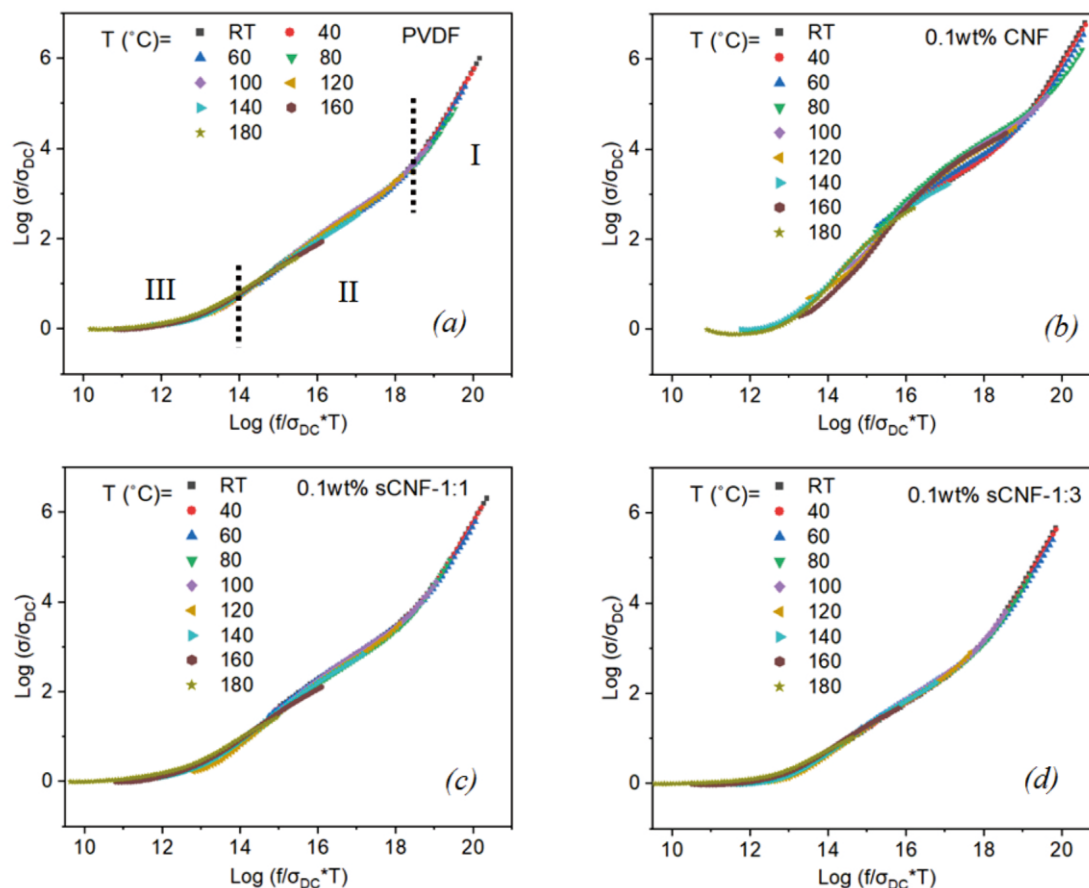 T (°C)= RT 40 PVDF
60 80
100 120
140 160
180
6
4
2
0
Log (σ/σDC)
I
II
III
(a)
10 12 14 16 18 20
Log (f/σDC*T)
T (°C)= RT 0.1wt% CNF
40
60
80
100
120
140
160
180
6
4
2
0
Log (σ/σDC)
(b)
10 12 14 16 18 20
Log (f/σDC*T)
T (°C)= RT 0.1wt% sCNF-1:1
40
60
80
100
120
140
160
180
6
4
2
0
Log (σ/σDC)
(c)
10 12 14 16 18 20
Log (f/σDC*T)
T (°C)= RT 0.1wt% sCNF-1:3
40
60
80
100
120
140
160
180
6
4
2
0
Log (σ/σDC)
(d)
10 12 14 16 18 20
Log (f/σDC*T)